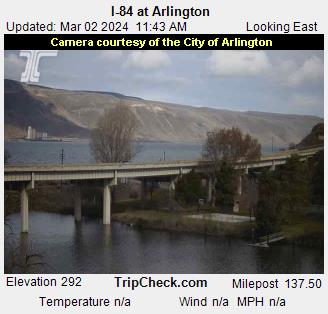 I-84 at Arlington
Updated: Mar 02 2024 11:43 AM Looking East
Camera courtesy of the City of Arlington
Elevation 292 TripCheck.com Milepost 137.50
Temperature n/a Wind n/a MPH n/a